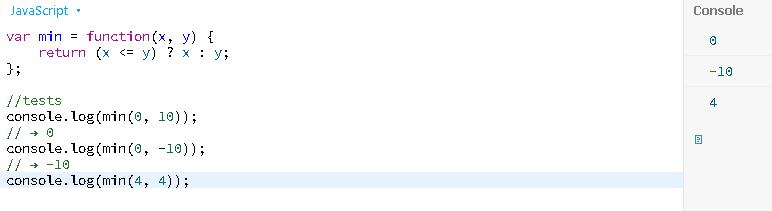 JavaScript
var min = function(x, y) {
    return (x <= y) ? x : y;
};
//tests
console.log(min(0, 10));
// → 0
console.log(min(0, -10));
// → -10
console.log(min(4, 4));
Console
0
-10
4